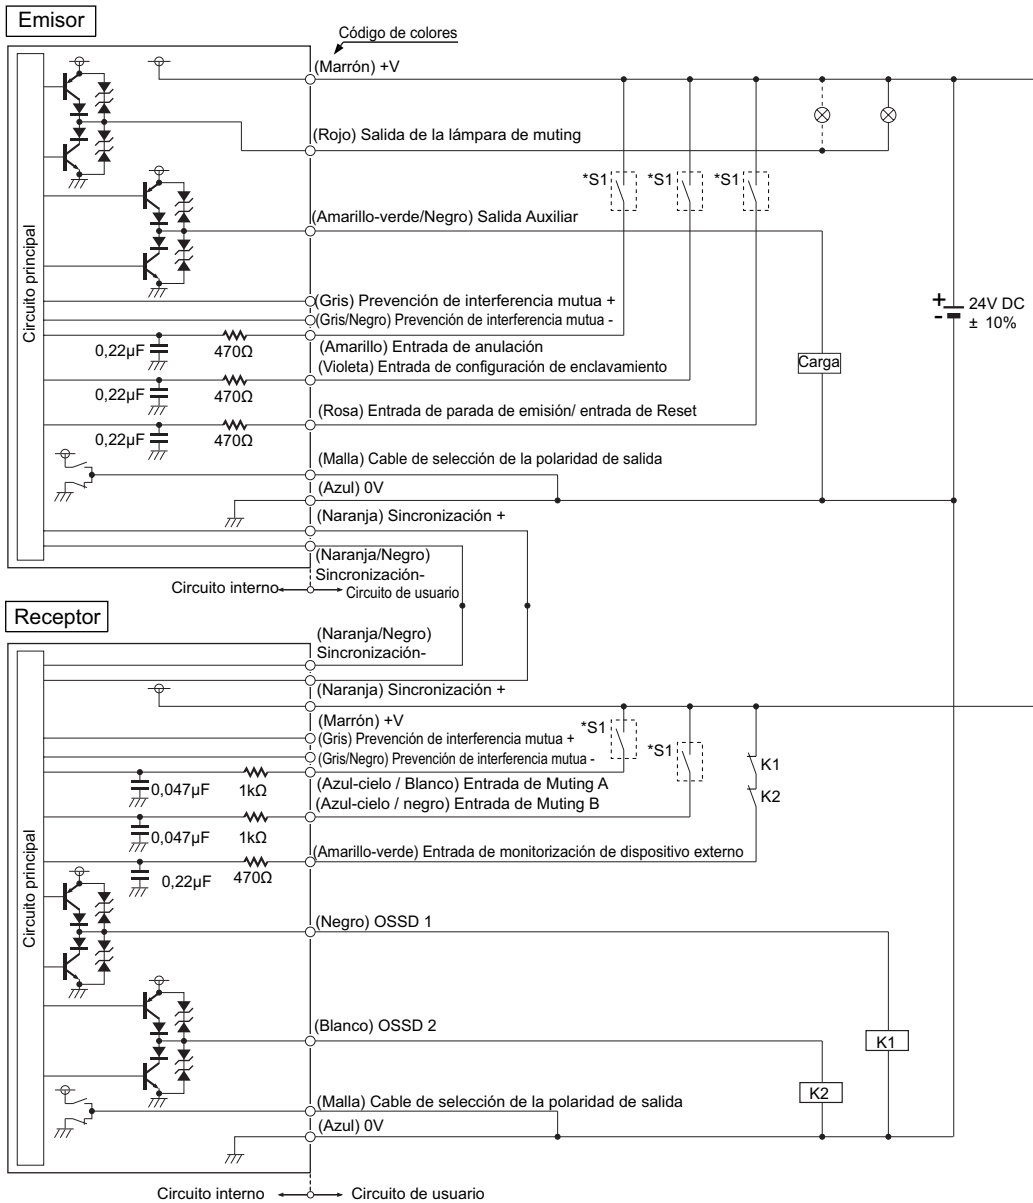 Emisor
Código de colores
(Marrón) +V
(Rojo) Salida de la lámpara de muting
*S1
*S1
*S1
(Amarillo-verde/Negro) Salida Auxiliar
Circuito principal
(Gris) Prevención de interferencia mutua +
(Gris/Negro) Prevención de interferencia mutua -
+
-
24V DC
± 10%
0,22µF
470Ω
(Amarillo) Entrada de anulación
(Violeta) Entrada de configuración de enclavamiento
Carga
0,22µF
470Ω
(Rosa) Entrada de parada de emisión/ entrada de Reset
0,22µF
470Ω
(Malla) Cable de selección de la polaridad de salida
(Azul) 0V
(Naranja) Sincronización +
(Naranja/Negro)
Sincronización-
Circuito interno
Circuito de usuario
Receptor
(Naranja/Negro)
Sincronización-
(Naranja) Sincronización +
(Marrón) +V
(Gris) Prevención de interferencia mutua +
(Gris/Negro) Prevención de interferencia mutua -
*S1
*S1
K1
K2
0,047µF
1kΩ
(Azul-cielo / Blanco) Entrada de Muting A
(Azul-cielo / negro) Entrada de Muting B
0,047µF
1kΩ
(Amarillo-verde) Entrada de monitorización de dispositivo externo
0,22µF
470Ω
Circuito principal
(Negro) OSSD 1
(Blanco) OSSD 2
K1
K2
(Malla) Cable de selección de la polaridad de salida
(Azul) 0V
Circuito interno
Circuito de usuario